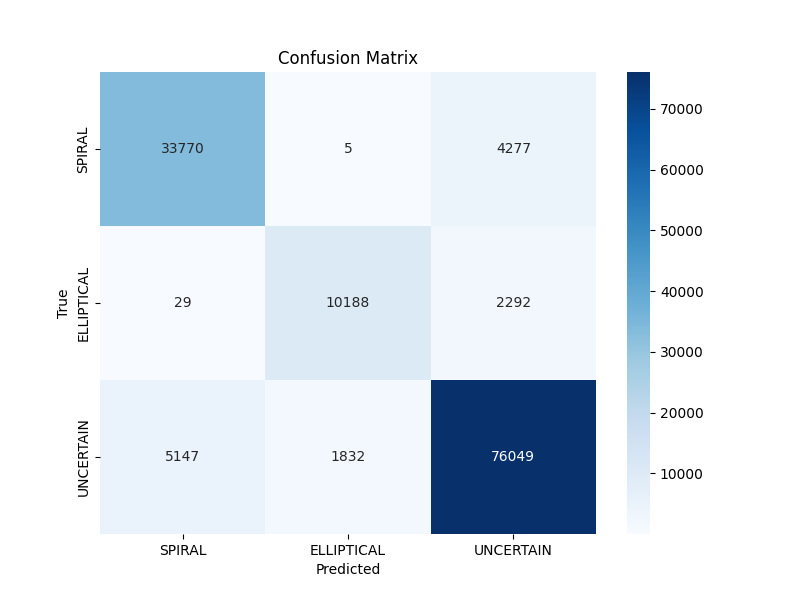 Confusion Matrix
True
SPIRAL
33770 5 4277
ELLIPTICAL
29 10188 2292
UNCERTAIN
5147 1832 76049
SPIRAL ELLIPTICAL UNCERTAIN
Predicted
70000
60000
50000
40000
30000
20000
10000